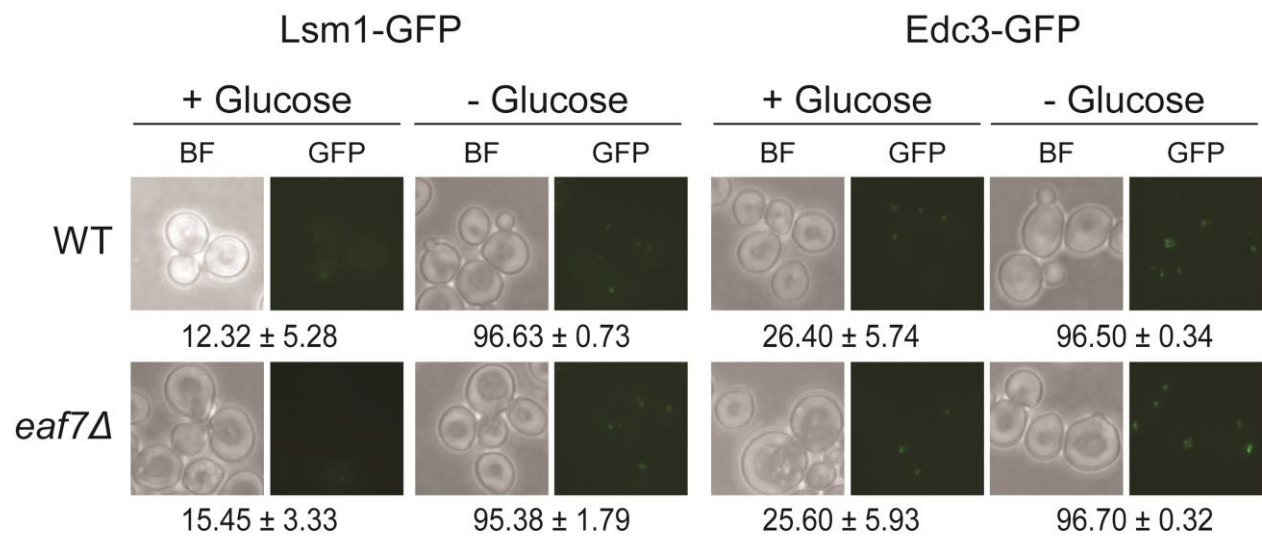 Lsm1-GFP Edc3-GFP
+ Glucose - Glucose + Glucose - Glucose
BF GFP BF GFP BF GFP BF GFP
WT
12.32 ± 5.28 96.63 ± 0.73 26.40 ± 5.74 96.50 ± 0.34
eaf7Δ
15.45 ± 3.33 95.38 ± 1.79 25.60 ± 5.93 96.70 ± 0.32